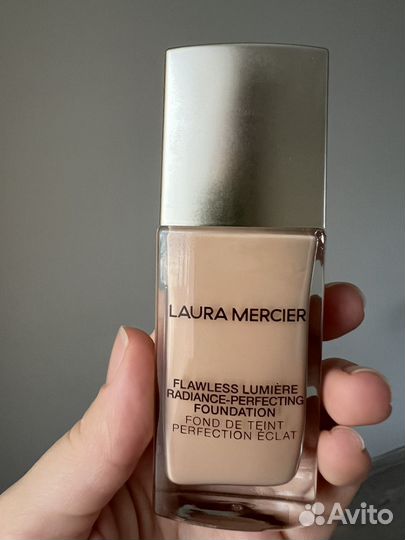 LAURA MERCIER
FLAWLESS LUMIÈRE
RADIANCE-PERFECTING
FOUNDATION
FOND DE TEINT
PERFECTION ÉCLAT
Avito